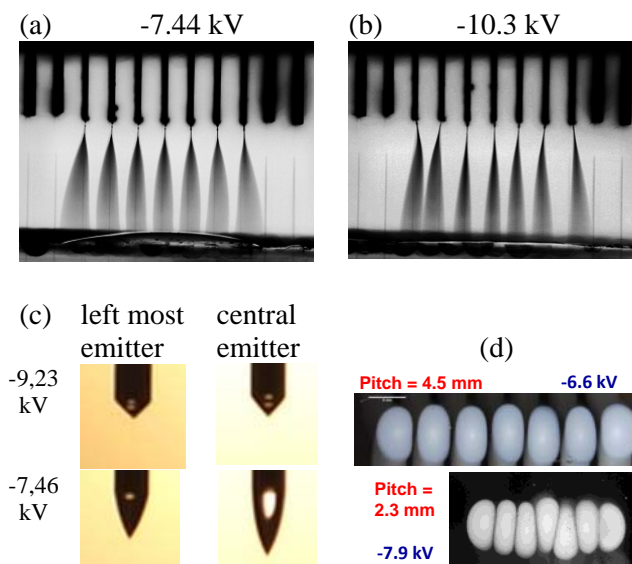 (a) -7.44 kV
(b) -10.3 kV
(c) left most emitter
central emitter
-9,23 kV
-7,46 kV
(d)
Pitch = 4.5 mm -6.6 kV
Pitch = 2.3 mm
-7.9 kV